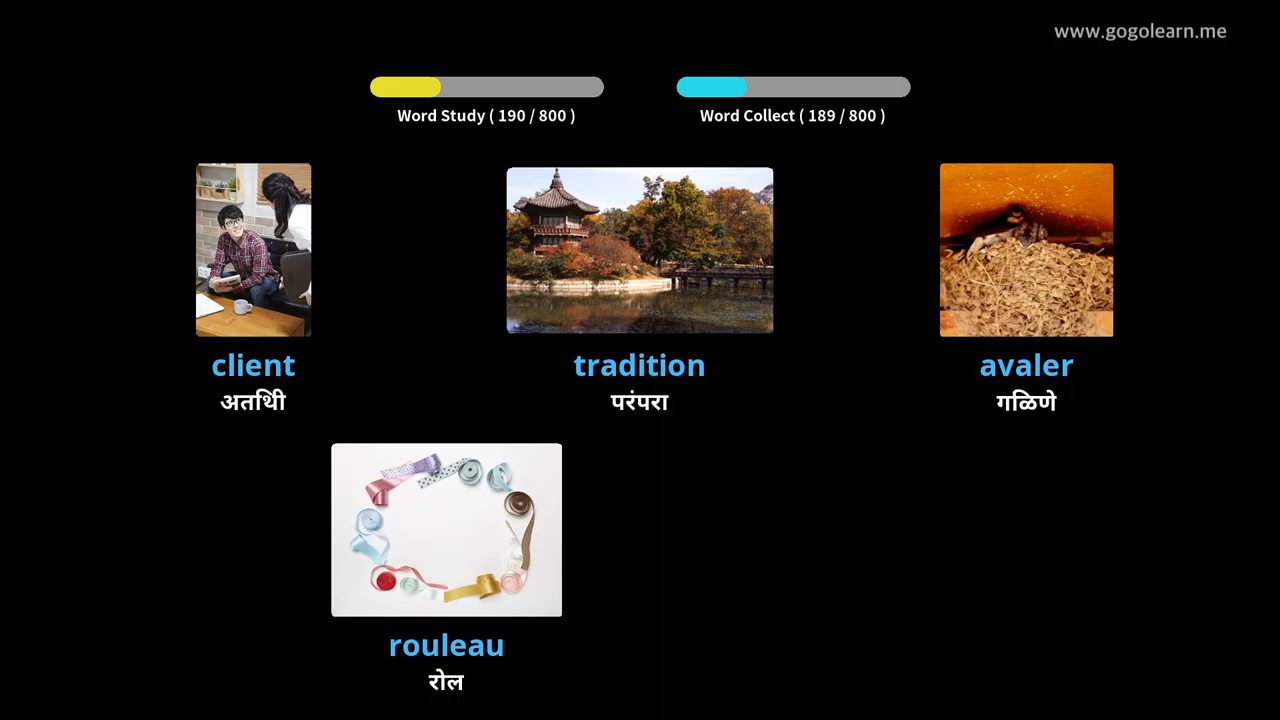 www.gogolearn.me
Word Study ( 190 / 800 )
Word Collect ( 189 / 800 )
client
अतिथी
tradition
परंपरा
avaler
गळिणे
rouleau
रोल